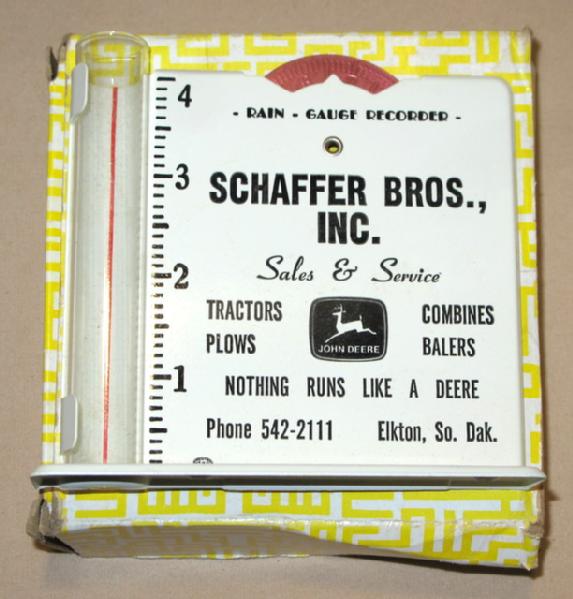 - RAIN - GAUGE RECORDER -
SCHAFFER BROS.,
INC.
Sales & Service
TRACTORS COMBINES
PLOWS BALERS
JOHN DEERE
NOTHING RUNS LIKE A DEERE
Phone 542-2111 Elkton, So. Dak.
4
3
2
1